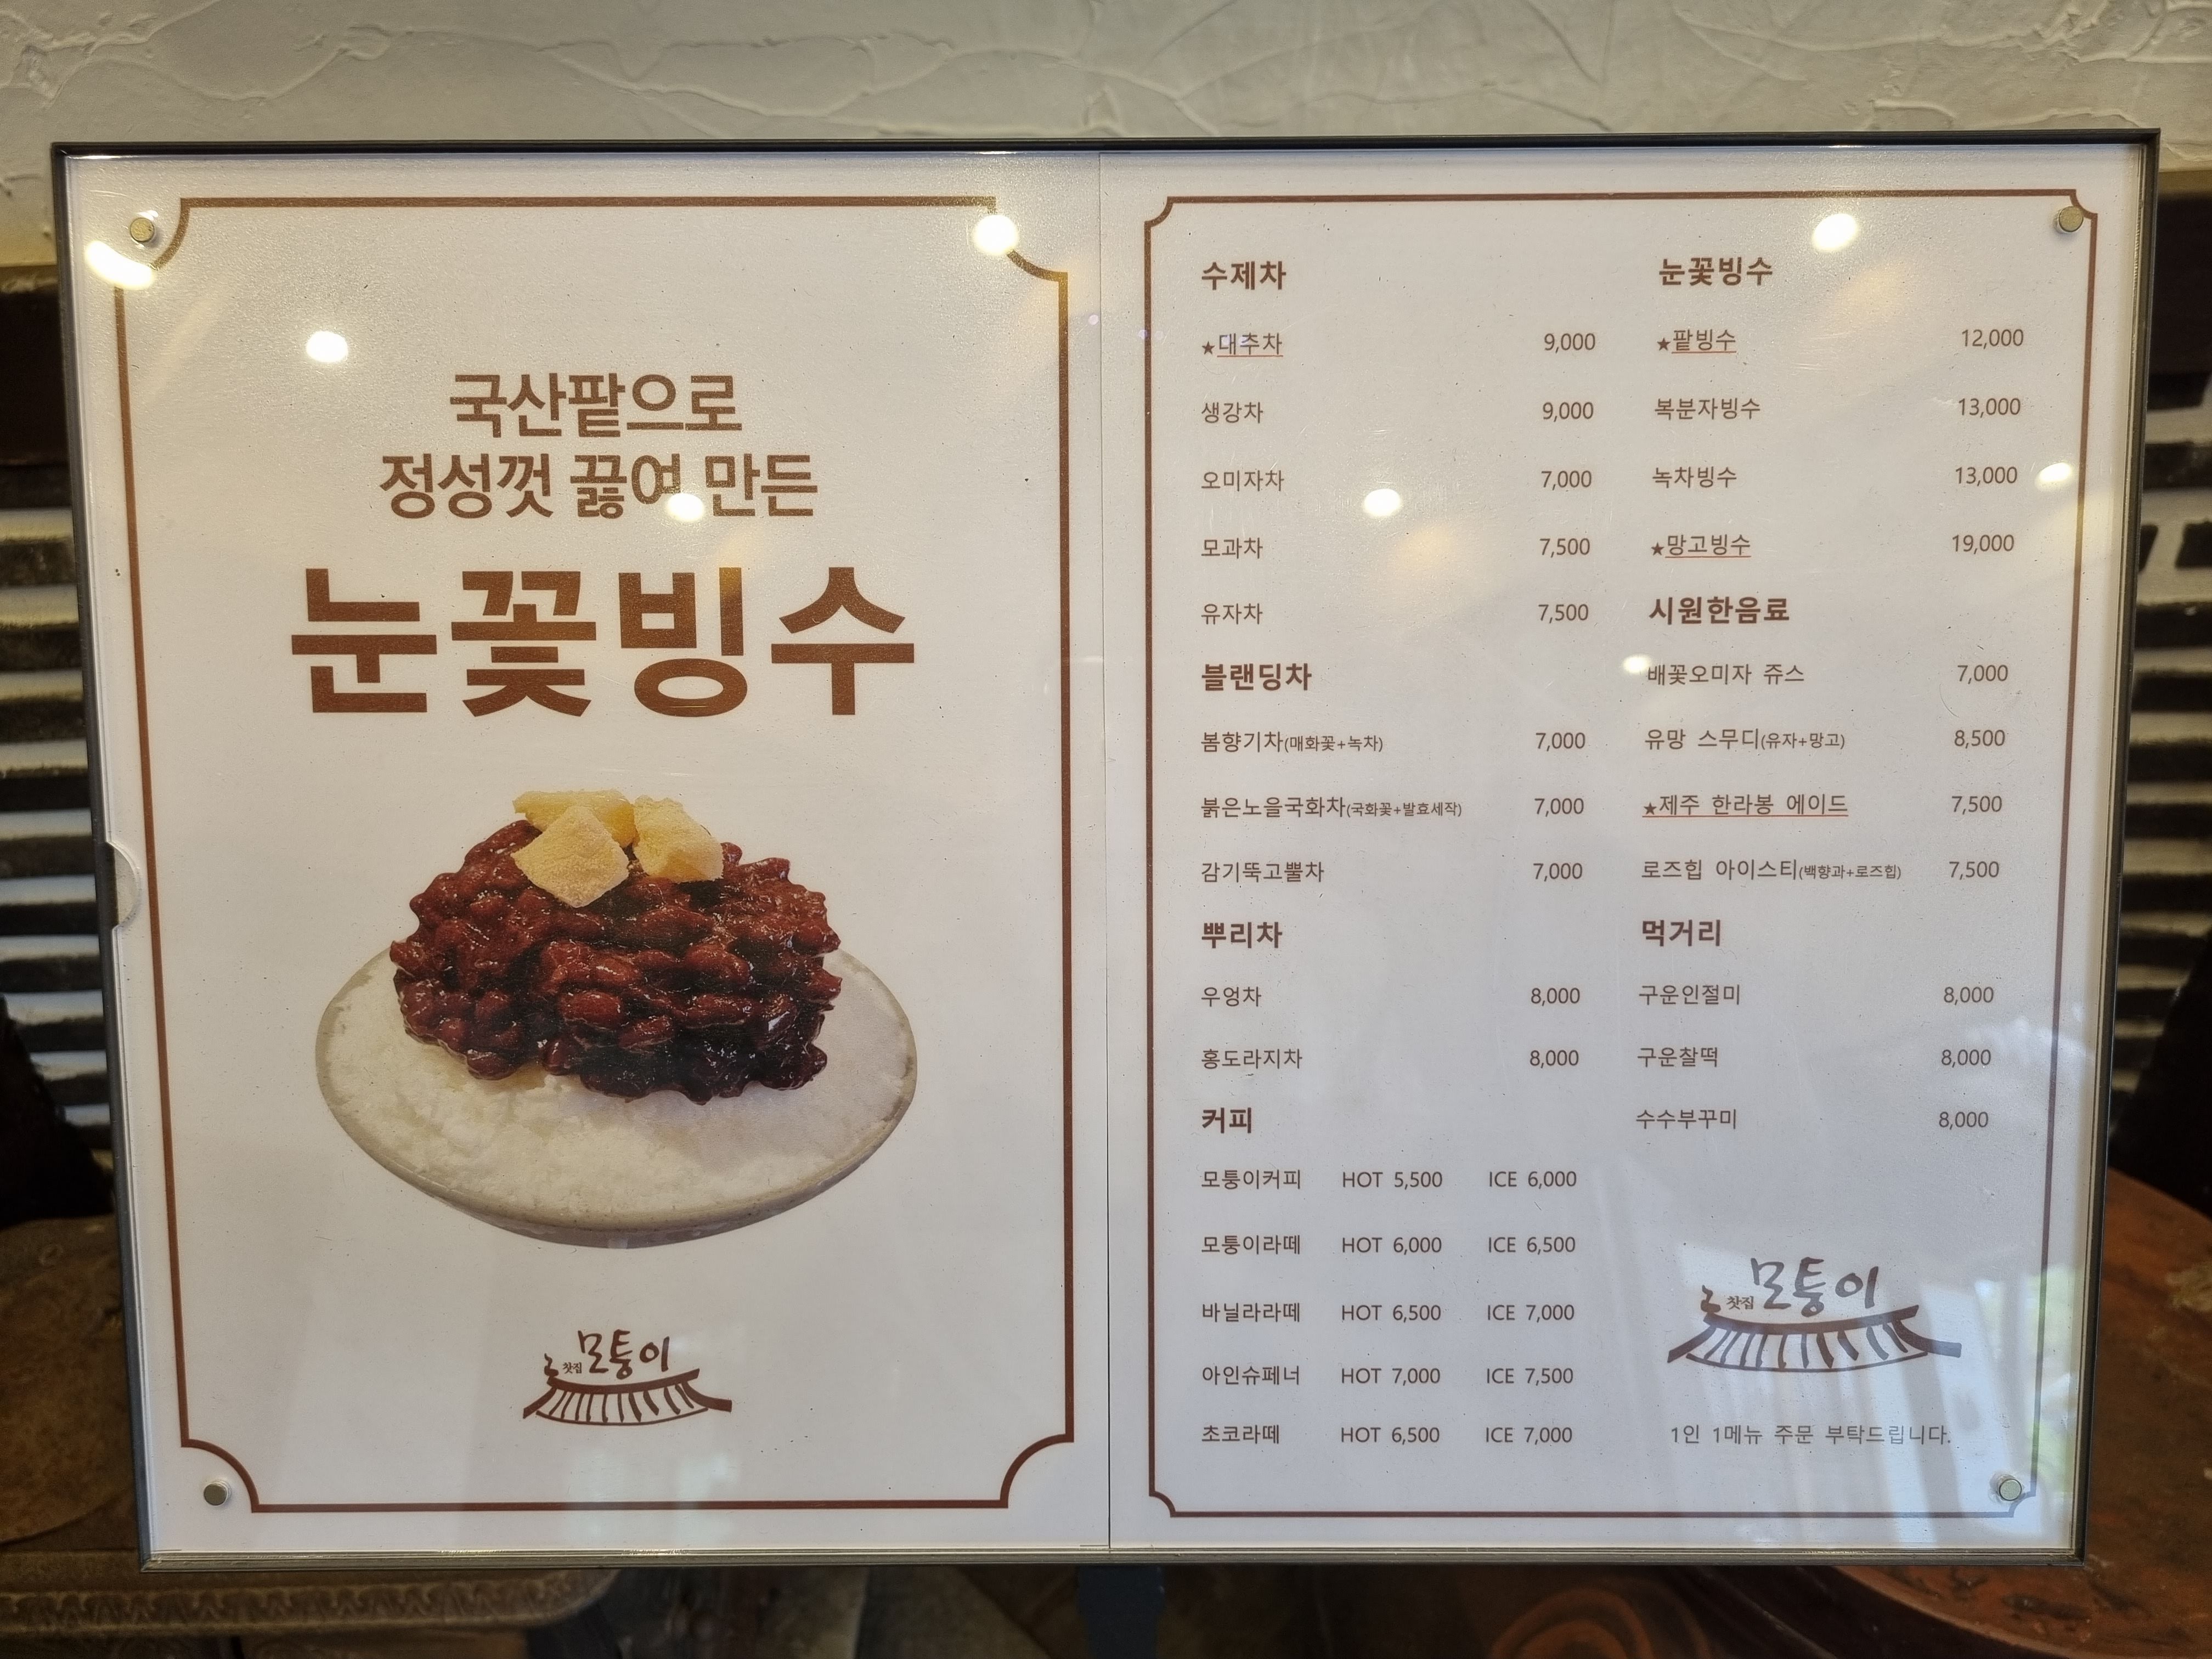 국산팥으로
정성껏 끓여 만든
눈꽃빙수
찻집 모퉁이
수제차
★대추차 9,000
생강차 9,000
오미자차 7,000
모과차 7,500
유자차 7,500
블랜딩차
봄향기차(매화꽃+녹차) 7,000
붉은노을국화차(국화꽃+발효세작) 7,000
감기뚝고뿔차 7,000
뿌리차
우엉차 8,000
홍도라지차 8,000
커피
모퉁이커피 HOT 5,500 ICE 6,000
모퉁이라떼 HOT 6,000 ICE 6,500
바닐라라떼 HOT 6,500 ICE 7,000
아인슈페너 HOT 7,000 ICE 7,500
초코라떼 HOT 6,500 ICE 7,000
눈꽃빙수
★팥빙수 12,000
복분자빙수 13,000
녹차빙수 13,000
★망고빙수 19,000
시원한음료
배꽃오미자 쥬스 7,000
유망 스무디(유자+망고) 8,500
★제주 한라봉 에이드 7,500
로즈힙 아이스티(백향과+로즈힙) 7,500
먹거리
구운인절미 8,000
구운찰떡 8,000
수수부꾸미 8,000
찻집 모퉁이
1인 1메뉴 주문 부탁드립니다.